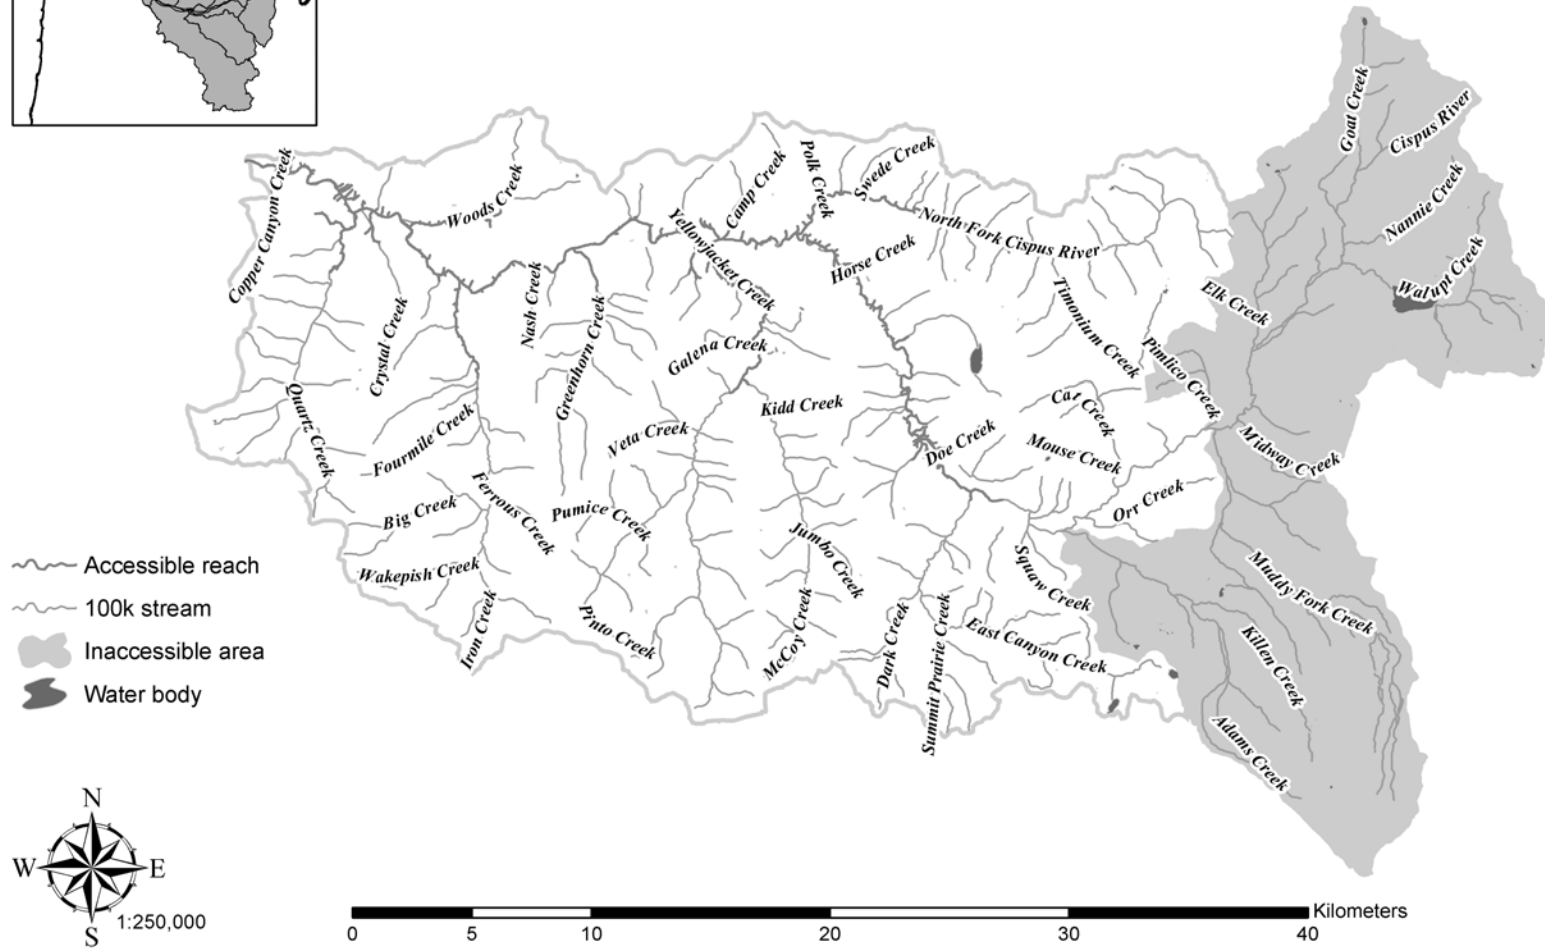 Goat Creek
Cispus River
Nannie Creek
Walupt Creek
Copper Canyon Creek
Woods Creek
Camp Creek
Polk Creek
Swede Creek
North Fork Cispus River
Yellowjacket Creek
Horse Creek
Elk Creek
Crystal Creek
Nash Creek
Greenhorn Creek
Galena Creek
Timonium Creek
Pimlico Creek
Quartz Creek
Fourmile Creek
Veta Creek
Kidd Creek
Cat Creek
Doe Creek
Mouse Creek
Midway Creek
Big Creek
Ferrous Creek
Pumice Creek
Jumbo Creek
Orr Creek
Wakepish Creek
Iron Creek
Pinto Creek
McCoy Creek
Dark Creek
Summit Prairie Creek
Squaw Creek
East Canyon Creek
Muddy Fork Creek
Killen Creek
Adams Creek
Accessible reach
100k stream
Inaccessible area
Water body
N
W
E
S
1:250,000
Kilometers
0 5 10 20 30 40